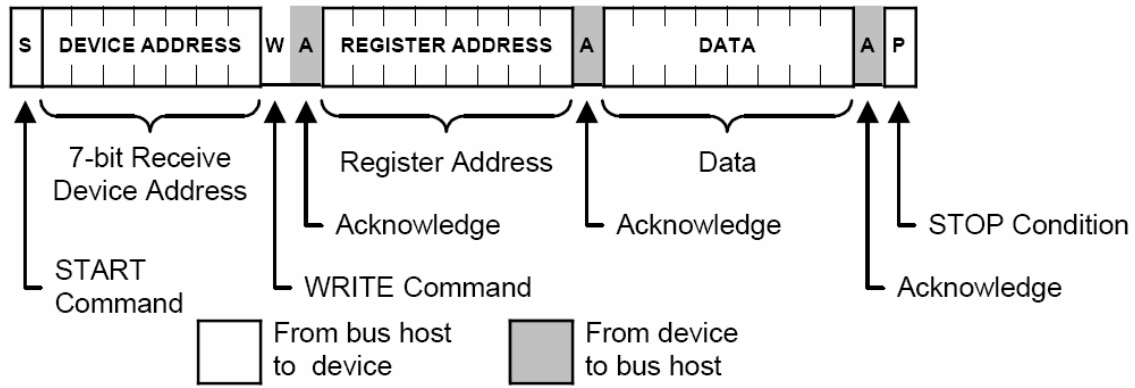 S DEVICE ADDRESS W A REGISTER ADDRESS A DATA A P
7-bit Receive
Device Address
Register Address
Data
Acknowledge
Acknowledge
STOP Condition
START
Command
WRITE Command
Acknowledge
From bus host
to device
From device
to bus host